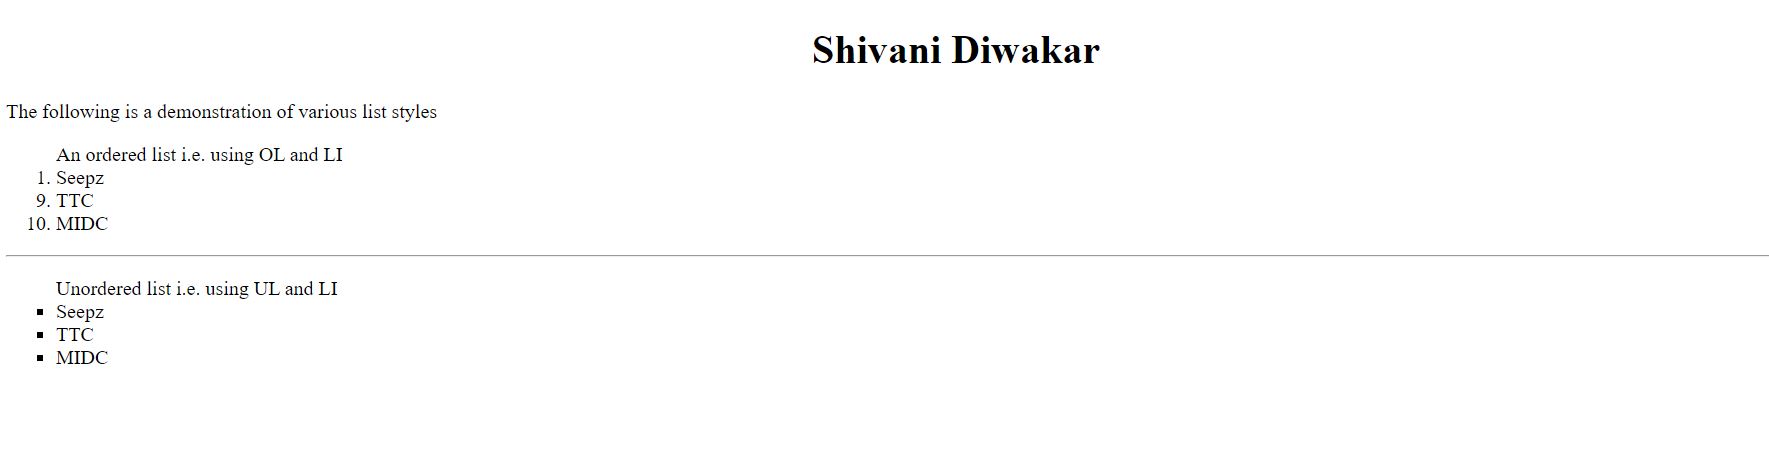 Shivani Diwakar
The following is a demonstration of various list styles
An ordered list i.e. using OL and LI
1. Seepz
9. TTC
10. MIDC
Unordered list i.e. using UL and LI
▪ Seepz
▪ TTC
▪ MIDC